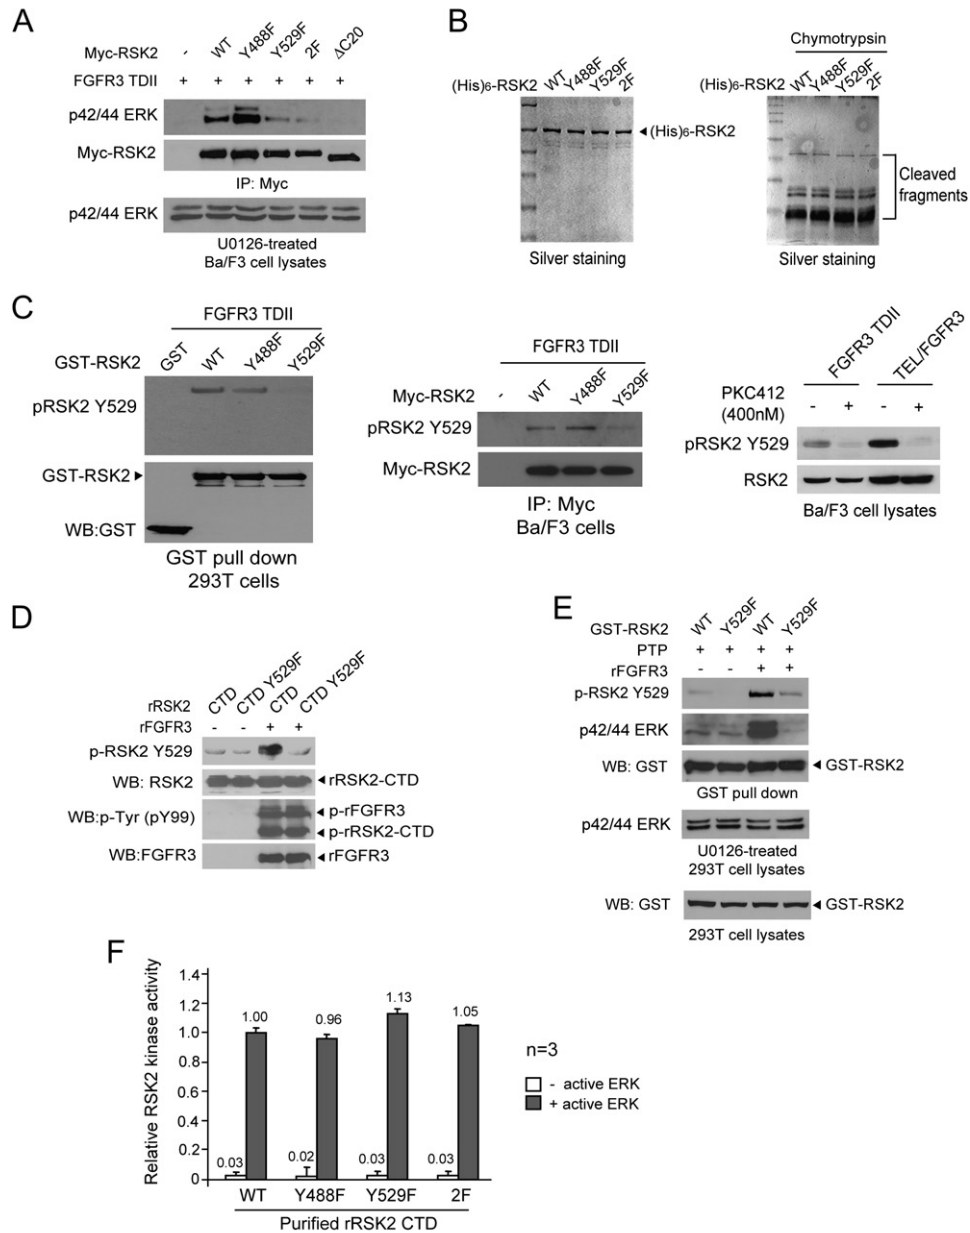 A
Myc-RSK2 - WT Y488F Y529F 2F ΔC20
FGFR3 TDII + + + + + +
p42/44 ERK
Myc-RSK2
IP: Myc
p42/44 ERK
U0126-treated
Ba/F3 cell lysates
B
(His)6-RSK2 WT Y488F Y529F 2F
(His)6-RSK2
Silver staining
Chymotrypsin
(His)6-RSK2 WT Y488F Y529F 2F
Cleaved
fragments
Silver staining
C
FGFR3 TDII
GST-RSK2 GST WT Y488F Y529F
pRSK2 Y529
GST-RSK2
WB:GST
GST pull down
293T cells
FGFR3 TDII
Myc-RSK2 - WT Y488F Y529F
pRSK2 Y529
Myc-RSK2
IP: Myc
Ba/F3 cells
FGFR3 TDII TEL/FGFR3
PKC412
(400nM) - + - +
pRSK2 Y529
RSK2
Ba/F3 cell lysates
D
rRSK2 CTD CTD Y529F CTD CTD Y529F
rFGFR3 - - + +
p-RSK2 Y529
WB: RSK2 rRSK2-CTD
WB:p-Tyr (pY99) p-rFGFR3
p-rRSK2-CTD
WB:FGFR3 rFGFR3
E
GST-RSK2 WT Y529F WT Y529F
PTP + + + +
rFGFR3 - - + +
p-RSK2 Y529
p42/44 ERK
WB: GST GST-RSK2
GST pull down
p42/44 ERK
U0126-treated
293T cell lysates
WB: GST GST-RSK2
293T cell lysates
F
Relative RSK2 kinase activity
1.4
1.2
1.0
0.8
0.6
0.4
0.2
0
1.00
0.96
1.13
1.05
0.03
0.02
0.03
0.03
WT Y488F Y529F 2F
Purified rRSK2 CTD
n=3
- active ERK
+ active ERK